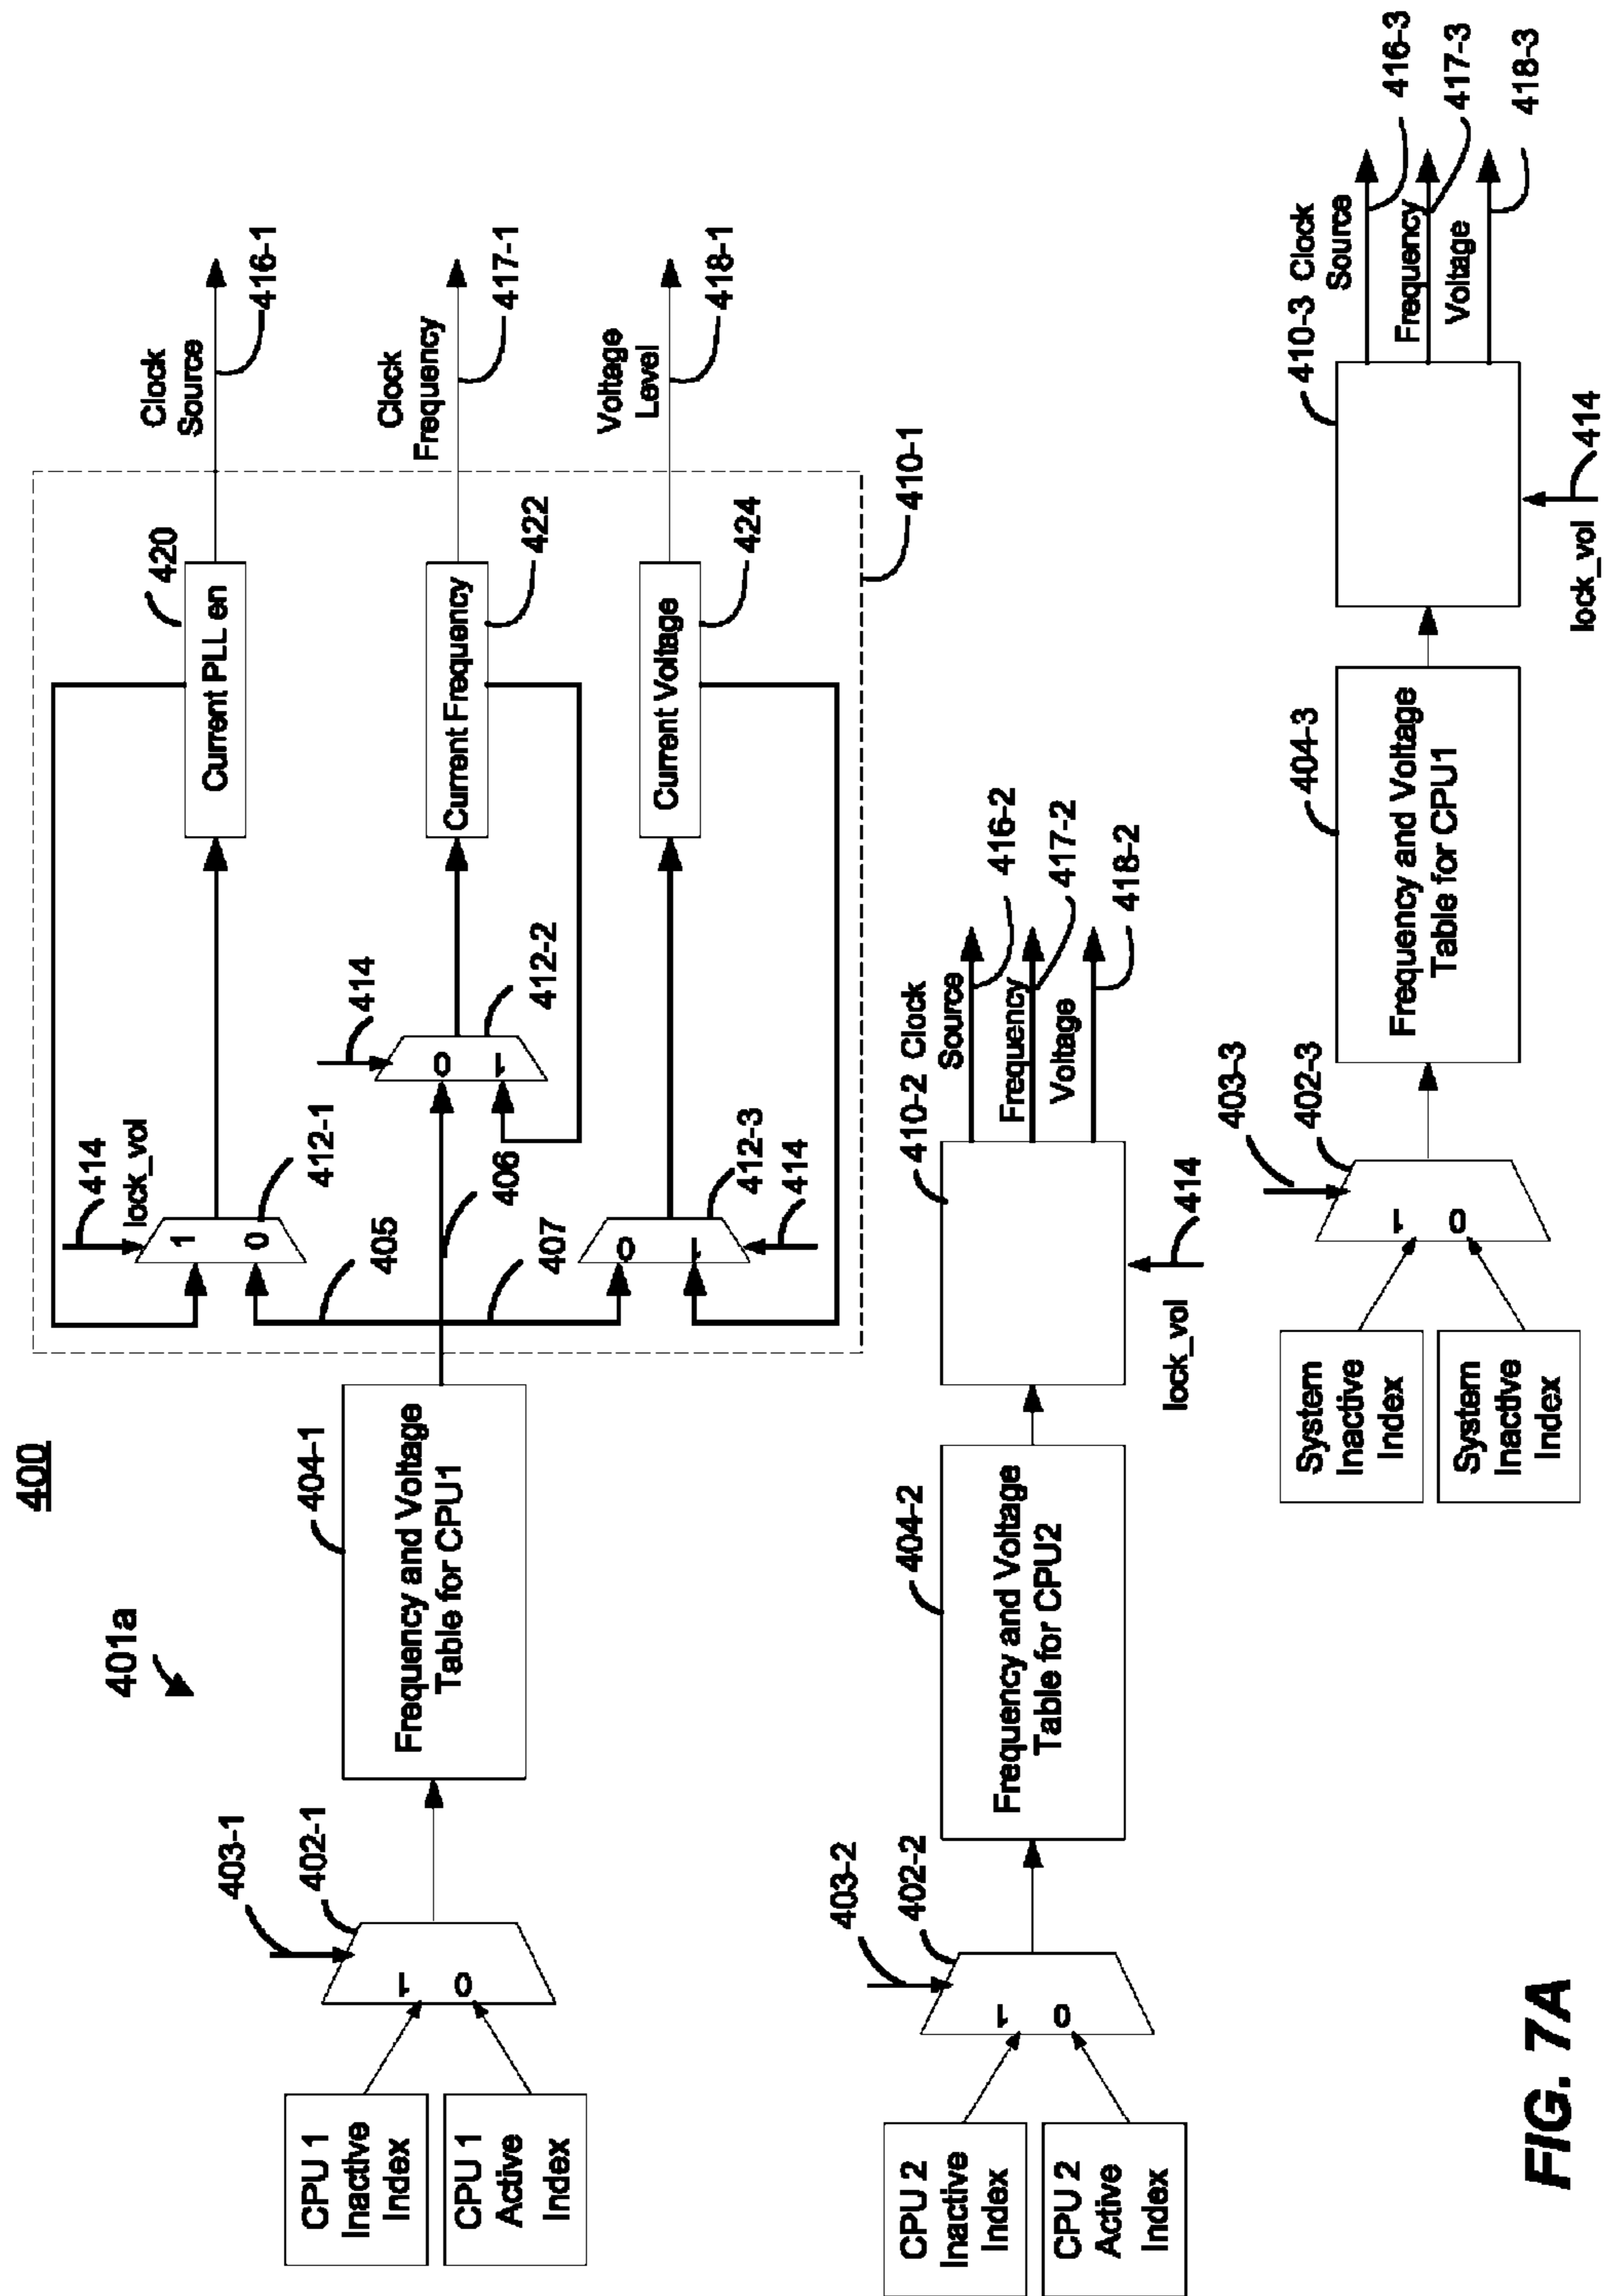 400
401a
CPU 1
Inactive
Index
CPU 1
Active
Index
403-1
402-1
1
0
404-1
Frequency and Voltage
Table for CPU1
405
406
407
414
lock_vol
412-1
1
0
414
412-2
0
1
412-3
414
0
1
420
Current PLL en
422
Current Frequency
424
Current Voltage
410-1
Clock
Source
416-1
Clock
Frequency
417-1
Voltage
Level
418-1
CPU 2
Inactive
Index
CPU 2
Active
Index
403-2
402-2
1
0
404-2
Frequency and Voltage
Table for CPU2
410-2 Clock
Source
Frequency
Voltage
416-2
417-2
418-2
lock_vol
414
System
Inactive
Index
System
Inactive
Index
403-3
402-3
1
0
404-3
Frequency and Voltage
Table for CPU1
410-3 Clock
Source
Frequency
Voltage
416-3
417-3
418-3
lock_vol
414
FIG. 7A